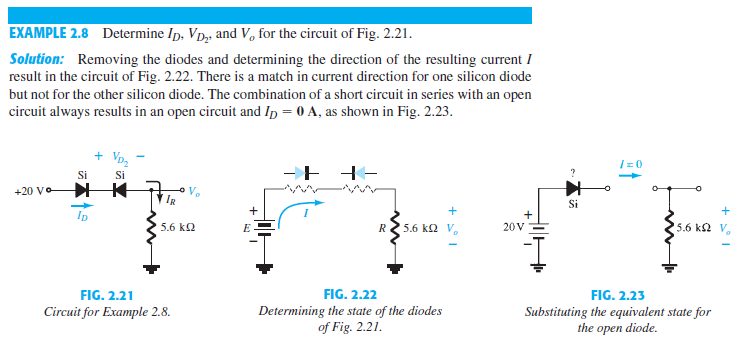 EXAMPLE 2.8 Determine I_D, V_D₂, and V_o for the circuit of Fig. 2.21.
Solution: Removing the diodes and determining the direction of the resulting current I
result in the circuit of Fig. 2.22. There is a match in current direction for one silicon diode
but not for the other silicon diode. The combination of a short circuit in series with an open
circuit always results in an open circuit and I_D = 0 A, as shown in Fig. 2.23.
+ V_D₂ −
Si Si
+20 V
V_o
I_D
I_R
5.6 kΩ
FIG. 2.21
Circuit for Example 2.8.
+
E
−
I
R 5.6 kΩ
+
V_o
−
FIG. 2.22
Determining the state of the diodes
of Fig. 2.21.
?
I = 0
Si
+
20 V
−
5.6 kΩ
+
V_o
−
FIG. 2.23
Substituting the equivalent state for
the open diode.